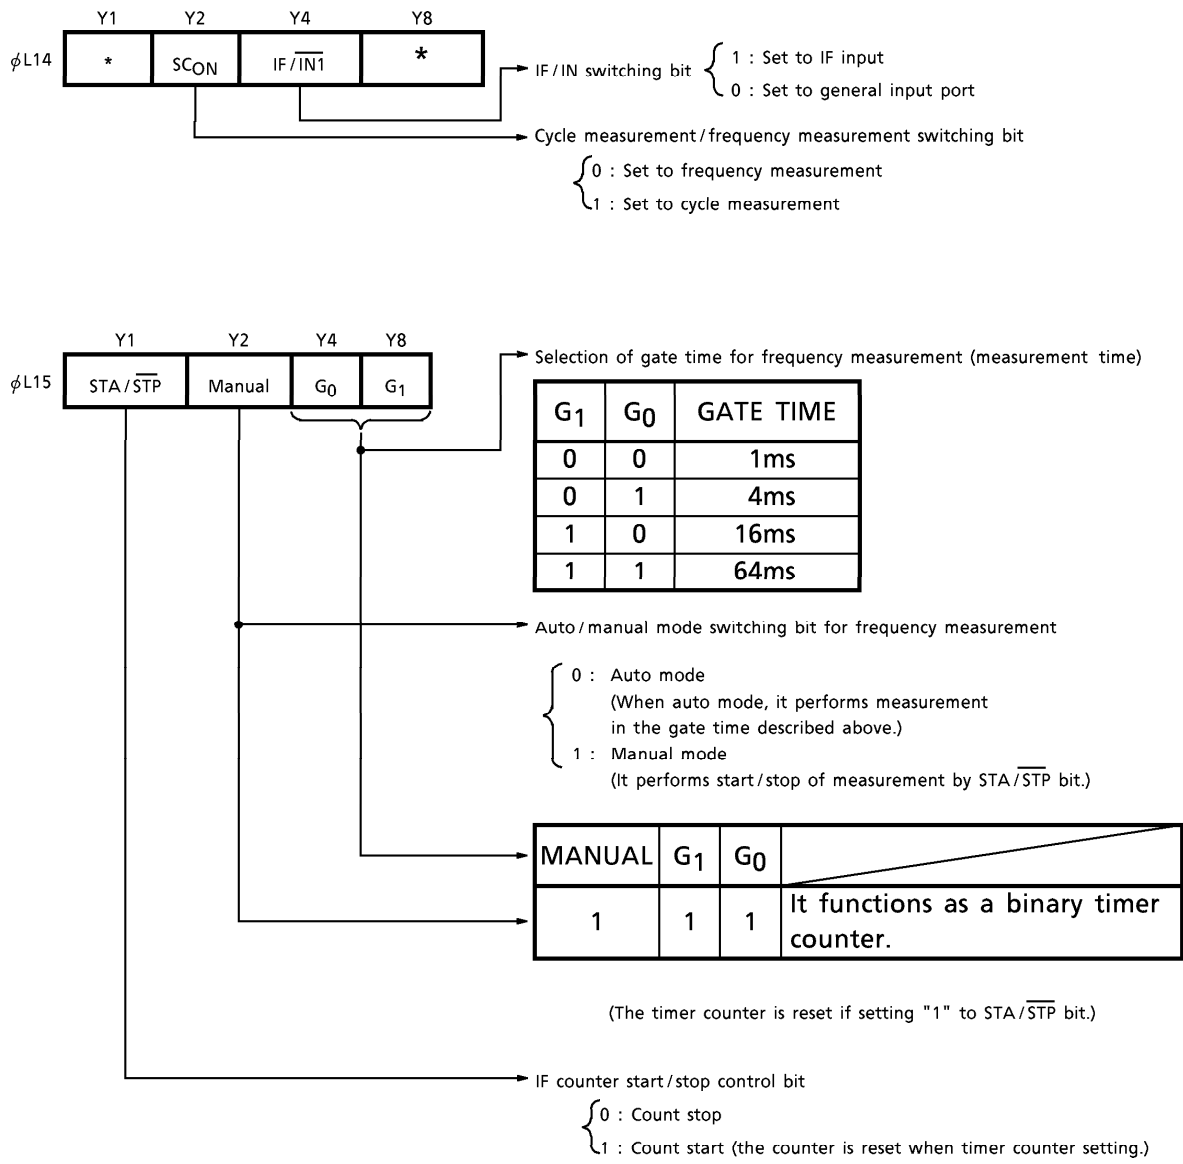 Y1 Y2 Y4 Y8
ϕL14 * SCON IF/I̅N̅1̅ *
IF/IN switching bit
1 : Set to IF input
0 : Set to general input port
Cycle measurement/frequency measurement switching bit
0 : Set to frequency measurement
1 : Set to cycle measurement
Y1 Y2 Y4 Y8
ϕL15 STA/S̅T̅P̅ Manual G0 G1
Selection of gate time for frequency measurement (measurement time)
G1 G0 GATE TIME
0 0 1ms
0 1 4ms
1 0 16ms
1 1 64ms
Auto/manual mode switching bit for frequency measurement
0 : Auto mode
(When auto mode, it performs measurement
in the gate time described above.)
1 : Manual mode
(It performs start/stop of measurement by STA/S̅T̅P̅ bit.)
MANUAL G1 G0
1 1 1 It functions as a binary timer
counter.
(The timer counter is reset if setting "1" to STA/S̅T̅P̅ bit.)
IF counter start/stop control bit
0 : Count stop
1 : Count start (the counter is reset when timer counter setting.)